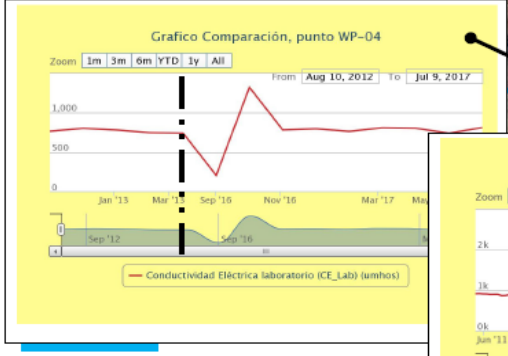 Grafico Comparación, punto WP-04
Zoom 1m 3m 6m YTD 1y All
From Aug 10, 2012 To Jul 9, 2017
1,000
500
0
Jan '13 Mar '13 Sep '16 Nov '16 Mar '17 May
Sep '12 Sep '16
Conductividad Eléctrica laboratorio (CE_Lab) (umhos)
Zoom
2k
1k
0k
Jun '11